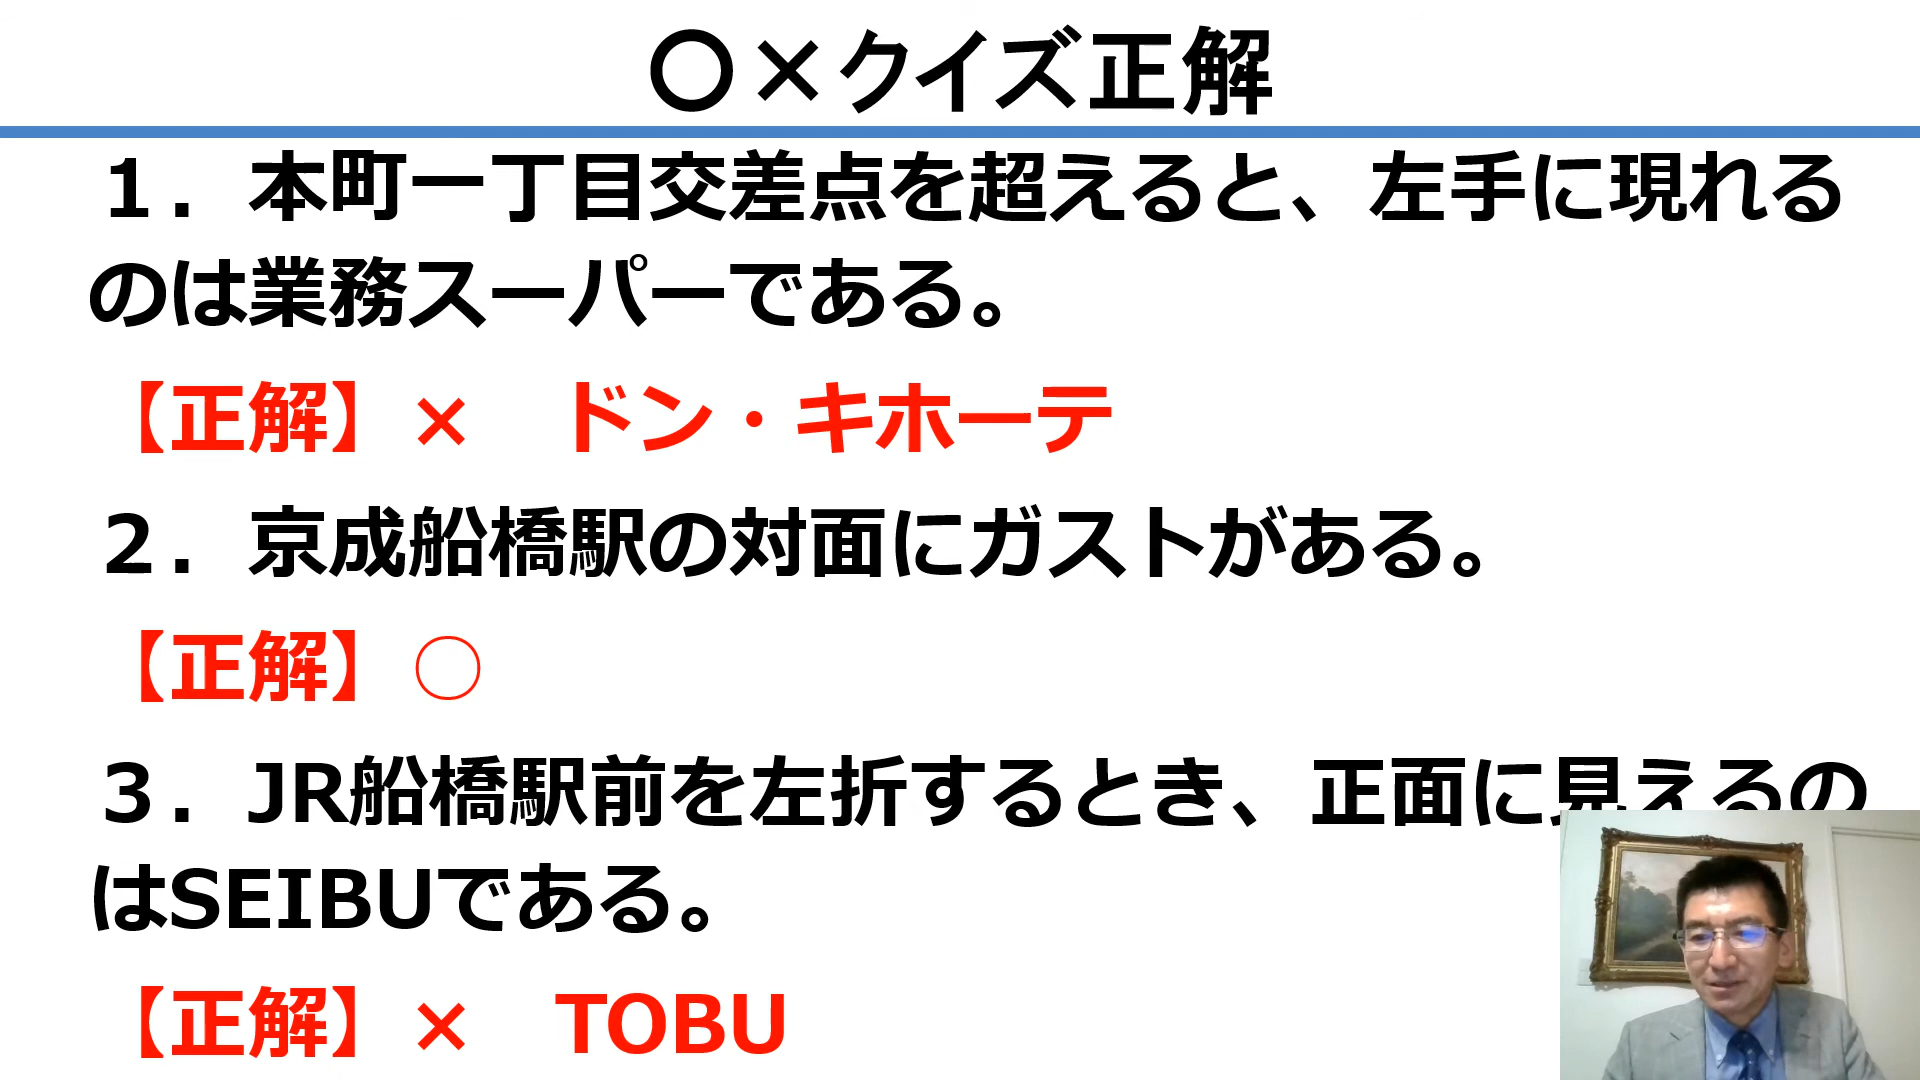 〇×クイズ正解
１．本町一丁目交差点を超えると、左手に現れる
のは業務スーパーである。
【正解】×　ドン・キホーテ
２．京成船橋駅の対面にガストがある。
【正解】○
３．JR船橋駅前を左折するとき、正面に見えるの
はSEIBUである。
【正解】×　TOBU